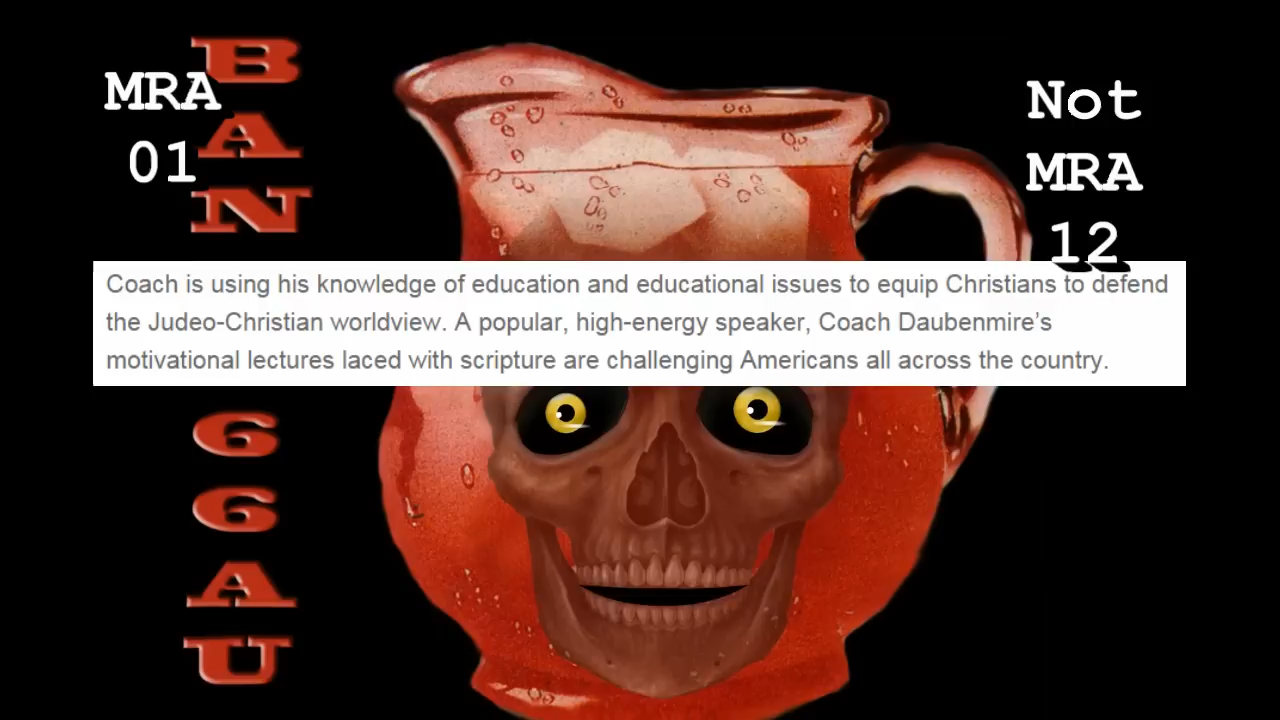 MRA
01
B
A
N
Not
MRA
12
Coach is using his knowledge of education and educational issues to equip Christians to defend
the Judeo-Christian worldview. A popular, high-energy speaker, Coach Daubenmire's
motivational lectures laced with scripture are challenging Americans all across the country.
6
6
A
U